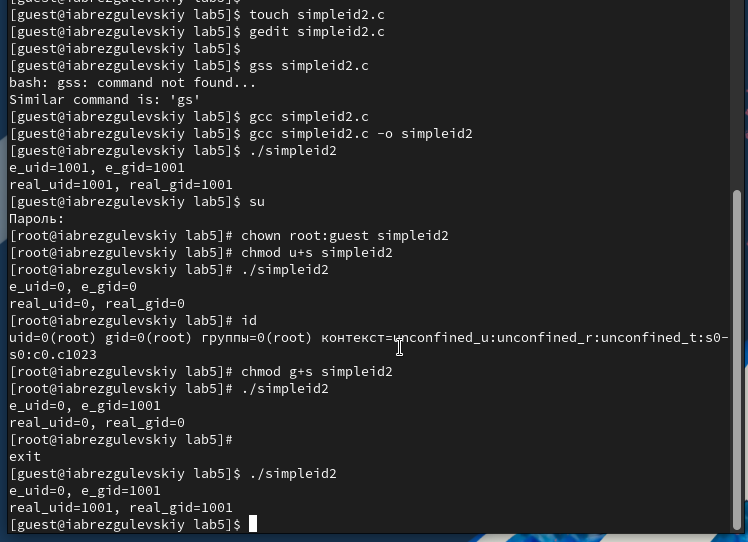 [guest@iabrezgulevskiy lab5]$
[guest@iabrezgulevskiy lab5]$ touch simpleid2.c
[guest@iabrezgulevskiy lab5]$ gedit simpleid2.c
[guest@iabrezgulevskiy lab5]$
[guest@iabrezgulevskiy lab5]$ gss simpleid2.c
bash: gss: command not found...
Similar command is: 'gs'
[guest@iabrezgulevskiy lab5]$ gcc simpleid2.c
[guest@iabrezgulevskiy lab5]$ gcc simpleid2.c -o simpleid2
[guest@iabrezgulevskiy lab5]$ ./simpleid2
e_uid=1001, e_gid=1001
real_uid=1001, real_gid=1001
[guest@iabrezgulevskiy lab5]$ su
Пароль:
[root@iabrezgulevskiy lab5]# chown root:guest simpleid2
[root@iabrezgulevskiy lab5]# chmod u+s simpleid2
[root@iabrezgulevskiy lab5]# ./simpleid2
e_uid=0, e_gid=0
real_uid=0, real_gid=0
[root@iabrezgulevskiy lab5]# id
uid=0(root) gid=0(root) группы=0(root) контекст=unconfined_u:unconfined_r:unconfined_t:s0-
s0:c0.c1023
[root@iabrezgulevskiy lab5]# chmod g+s simpleid2
[root@iabrezgulevskiy lab5]# ./simpleid2
e_uid=0, e_gid=1001
real_uid=0, real_gid=0
[root@iabrezgulevskiy lab5]#
exit
[guest@iabrezgulevskiy lab5]$ ./simpleid2
e_uid=0, e_gid=1001
real_uid=1001, real_gid=1001
[guest@iabrezgulevskiy lab5]$